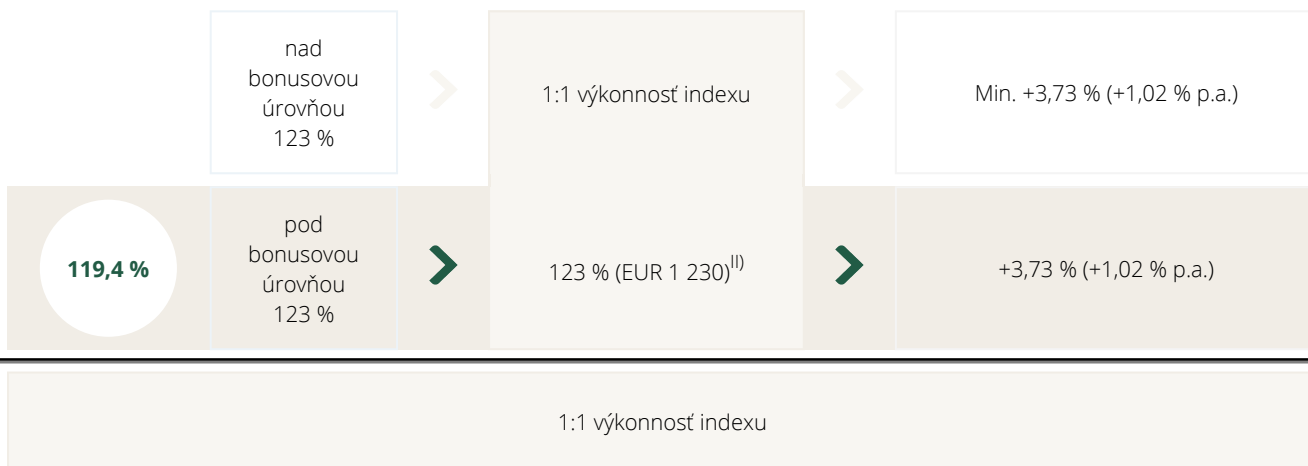 nad
bonusovou
úrovňou
123 %
1:1 výkonnosť indexu
Min. +3,73 % (+1,02 % p.a.)
119,4 %
pod
bonusovou
úrovňou
123 %
123 % (EUR 1 230)II)
+3,73 % (+1,02 % p.a.)
1:1 výkonnosť indexu